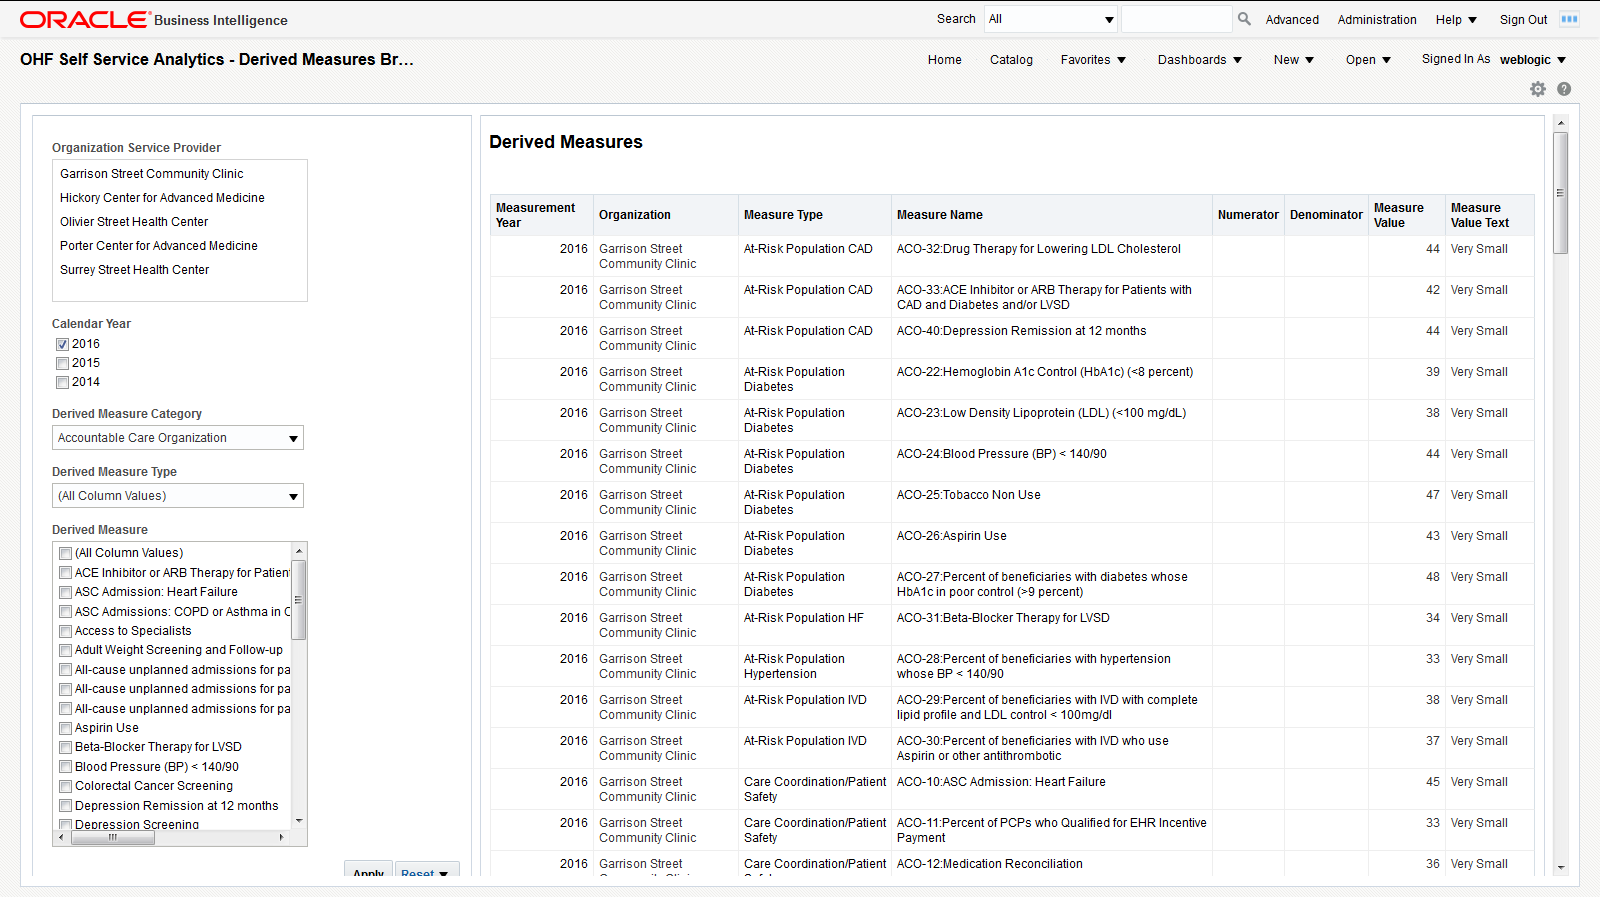 ORACLE Business Intelligence
Search All Advanced Administration Help Sign Out
OHF Self Service Analytics - Derived Measures Br...
Home Catalog Favorites Dashboards New Open Signed In As weblogic
Organization Service Provider
Garrison Street Community Clinic
Hickory Center for Advanced Medicine
Olivier Street Health Center
Porter Center for Advanced Medicine
Surrey Street Health Center
Calendar Year
2016
2015
2014
Derived Measure Category
Accountable Care Organization
Derived Measure Type
(All Column Values)
Derived Measure
(All Column Values)
ACE Inhibitor or ARB Therapy for Patien
ASC Admission: Heart Failure
ASC Admissions: COPD or Asthma in C
Access to Specialists
Adult Weight Screening and Follow-up
All-cause unplanned admissions for pa
All-cause unplanned admissions for pa
All-cause unplanned admissions for pa
Aspirin Use
Beta-Blocker Therapy for LVSD
Blood Pressure (BP) < 140/90
Colorectal Cancer Screening
Depression Remission at 12 months
Depression Screening
Apply Reset
Derived Measures
Measurement Year Organization Measure Type Measure Name Numerator Denominator Measure Value Measure Value Text
2016 Garrison Street Community Clinic At-Risk Population CAD ACO-32:Drug Therapy for Lowering LDL Cholesterol 44 Very Small
2016 Garrison Street Community Clinic At-Risk Population CAD ACO-33:ACE Inhibitor or ARB Therapy for Patients with CAD and Diabetes and/or LVSD 42 Very Small
2016 Garrison Street Community Clinic At-Risk Population CAD ACO-40:Depression Remission at 12 months 44 Very Small
2016 Garrison Street Community Clinic At-Risk Population Diabetes ACO-22:Hemoglobin A1c Control (HbA1c) (<8 percent) 39 Very Small
2016 Garrison Street Community Clinic At-Risk Population Diabetes ACO-23:Low Density Lipoprotein (LDL) (<100 mg/dL) 38 Very Small
2016 Garrison Street Community Clinic At-Risk Population Diabetes ACO-24:Blood Pressure (BP) < 140/90 44 Very Small
2016 Garrison Street Community Clinic At-Risk Population Diabetes ACO-25:Tobacco Non Use 47 Very Small
2016 Garrison Street Community Clinic At-Risk Population Diabetes ACO-26:Aspirin Use 43 Very Small
2016 Garrison Street Community Clinic At-Risk Population Diabetes ACO-27:Percent of beneficiaries with diabetes whose HbA1c in poor control (>9 percent) 48 Very Small
2016 Garrison Street Community Clinic At-Risk Population HF ACO-31:Beta-Blocker Therapy for LVSD 34 Very Small
2016 Garrison Street Community Clinic At-Risk Population Hypertension ACO-28:Percent of beneficiaries with hypertension whose BP < 140/90 33 Very Small
2016 Garrison Street Community Clinic At-Risk Population IVD ACO-29:Percent of beneficiaries with IVD with complete lipid profile and LDL control < 100mg/dl 38 Very Small
2016 Garrison Street Community Clinic At-Risk Population IVD ACO-30:Percent of beneficiaries with IVD who use Aspirin or other antithrombotic 37 Very Small
2016 Garrison Street Community Clinic Care Coordination/Patient Safety ACO-10:ASC Admission: Heart Failure 45 Very Small
2016 Garrison Street Community Clinic Care Coordination/Patient Safety ACO-11:Percent of PCPs who Qualified for EHR Incentive Payment 33 Very Small
2016 Garrison Street Care Coordination/Patient ACO-12:Medication Reconciliation 36 Very Small